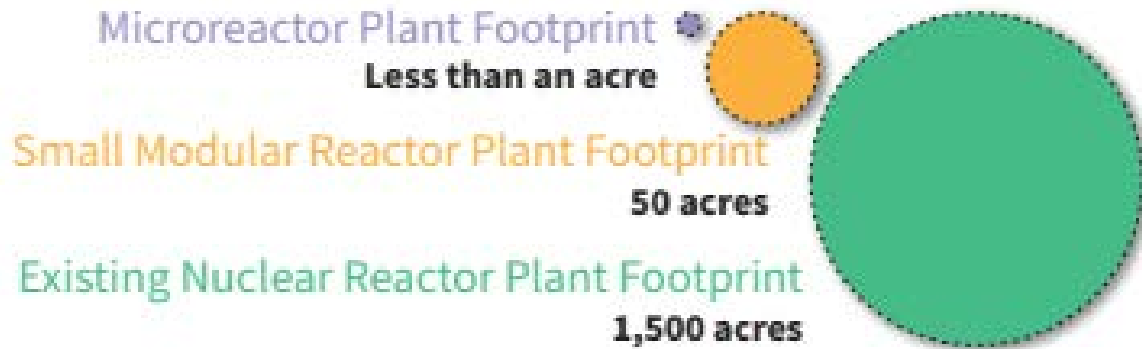 Microreactor Plant Footprint
Less than an acre
Small Modular Reactor Plant Footprint
50 acres
Existing Nuclear Reactor Plant Footprint
1,500 acres